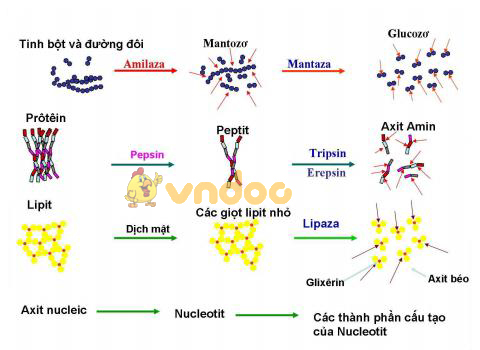 Tinh bột và đường đôi
Amilaza
Mantozơ
Mantaza
Glucozơ
Prôtêin
Pepsin
Peptit
Tripsin
Erepsin
Axit Amin
Lipit
Dịch mật
Các giọt lipit nhỏ
Lipaza
Glixêrin
Axit béo
vndoc
Axit nucleic
Nucleotit
Các thành phần cấu tạo
của Nucleotit